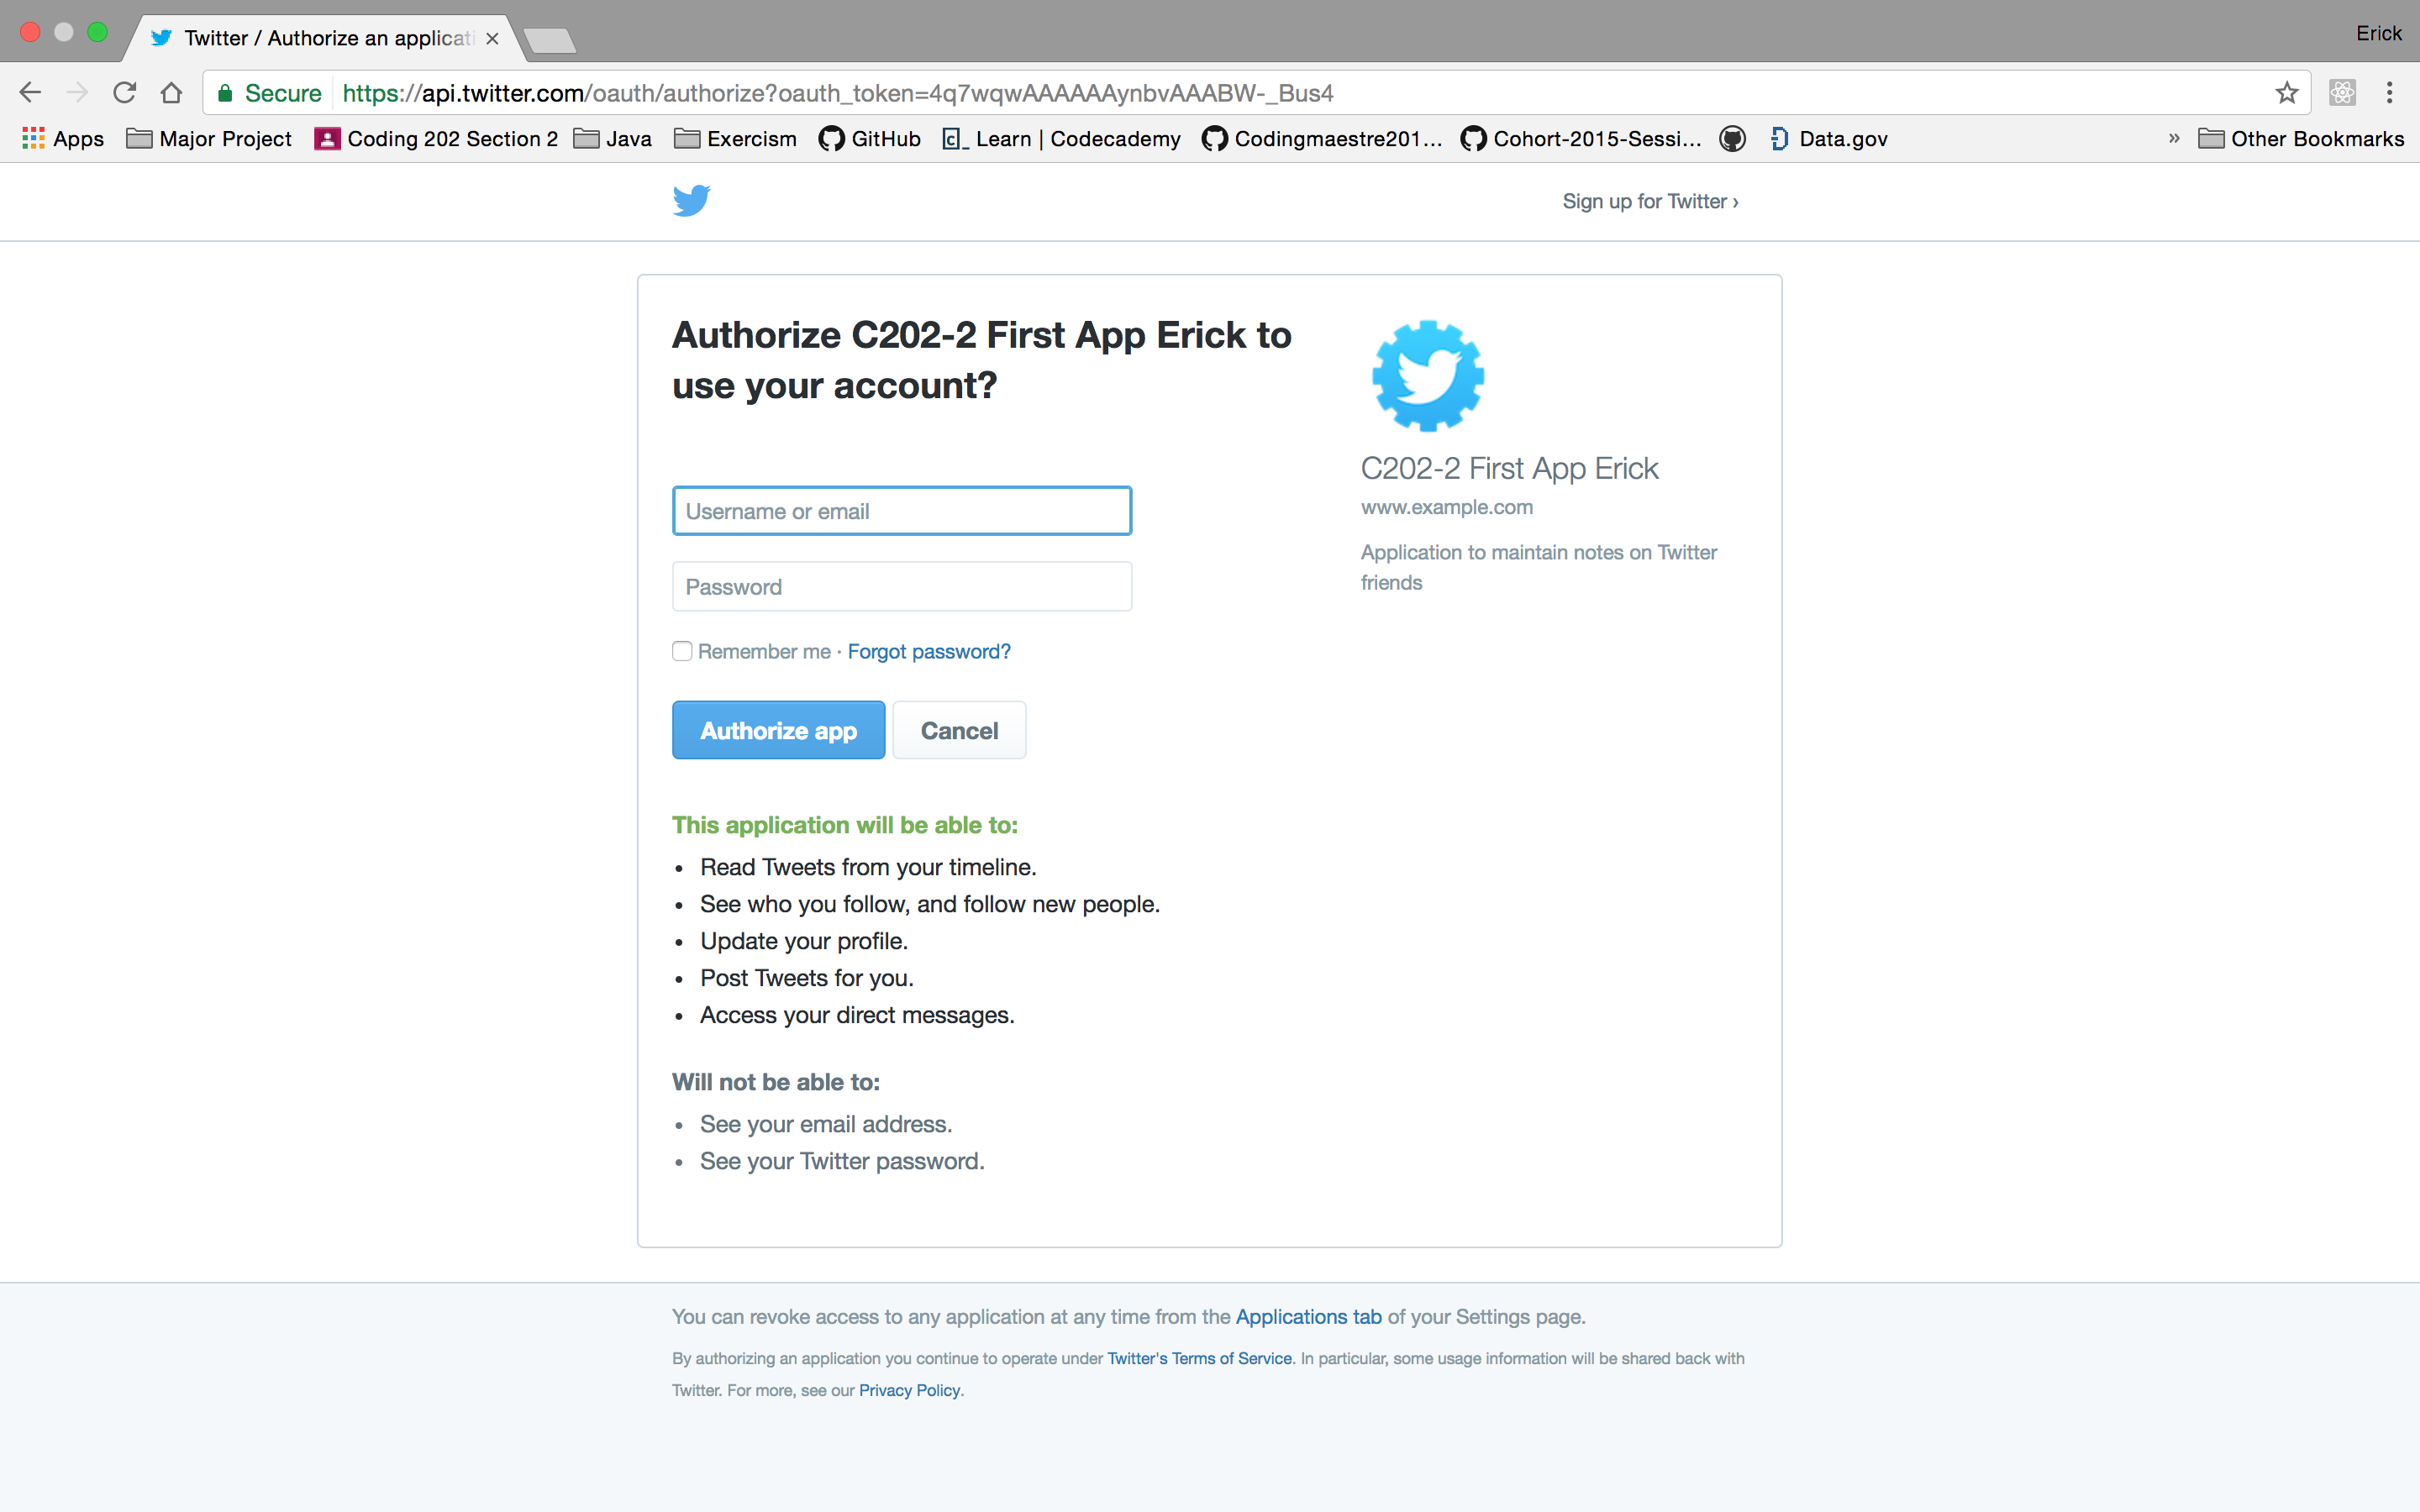 Twitter / Authorize an applicati
Erick
Secure https://api.twitter.com/oauth/authorize?oauth_token=4q7wqwAAAAAAynbvAAABW-_Bus4
Apps Major Project Coding 202 Section 2 Java Exercism GitHub Learn | Codecademy Codingmaestre201... Cohort-2015-Sessi... Data.gov » Other Bookmarks
Sign up for Twitter ›
Authorize C202-2 First App Erick to
use your account?
Username or email
Password
Remember me · Forgot password?
Authorize app Cancel
C202-2 First App Erick
www.example.com
Application to maintain notes on Twitter
friends
This application will be able to:
• Read Tweets from your timeline.
• See who you follow, and follow new people.
• Update your profile.
• Post Tweets for you.
• Access your direct messages.
Will not be able to:
• See your email address.
• See your Twitter password.
You can revoke access to any application at any time from the Applications tab of your Settings page.
By authorizing an application you continue to operate under Twitter's Terms of Service. In particular, some usage information will be shared back with
Twitter. For more, see our Privacy Policy.